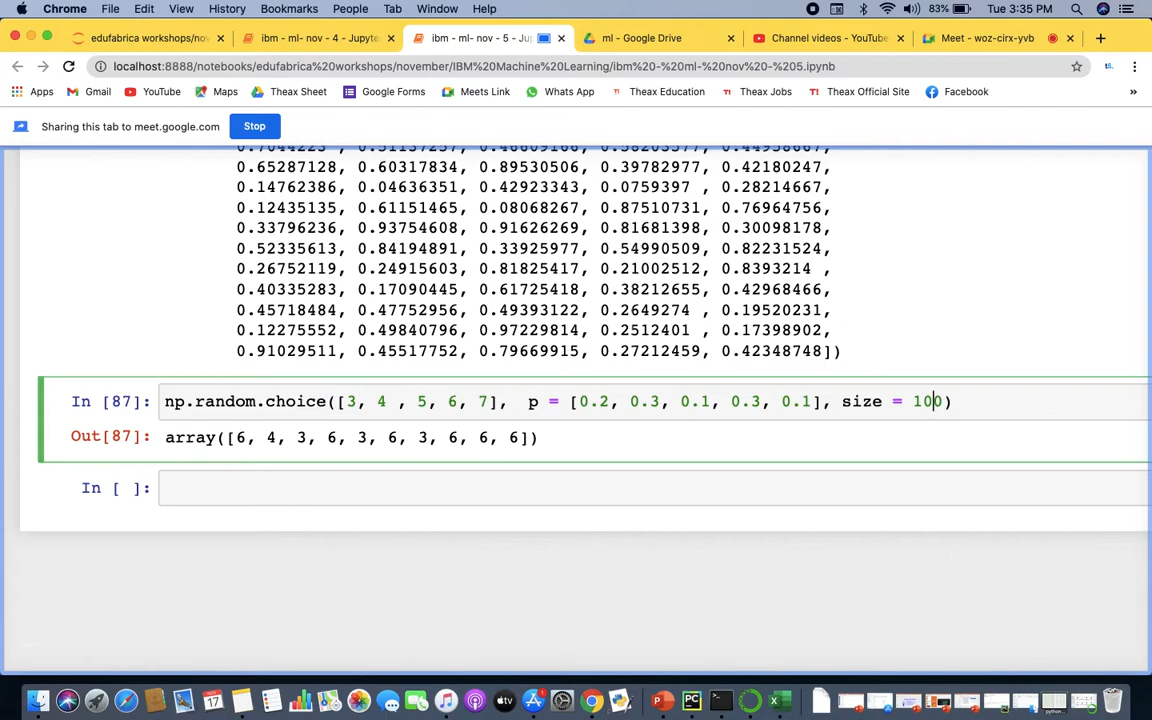 Chrome File Edit View History Bookmarks People Tab Window Help 83% Tue 3:35 PM
edufabrica workshops/nov ibm - ml- nov - 4 - Jupyte ibm - ml- nov - 5 - Ju ml - Google Drive Channel videos - YouTube Meet - woz-cirx-yvb
localhost:8888/notebooks/edufabrica%20workshops/november/IBM%20Machine%20Learning/ibm%20-%20ml-%20nov%20-%205.ipynb
Apps Gmail YouTube Maps Theax Sheet Google Forms Meets Link Whats App Theax Education Theax Jobs Theax Official Site Facebook »
Sharing this tab to meet.google.com Stop
0.65287128, 0.60317834, 0.89530506, 0.39782977, 0.42180247,
0.14762386, 0.04636351, 0.42923343, 0.0759397 , 0.28214667,
0.12435135, 0.61151465, 0.08068267, 0.87510731, 0.76964756,
0.33796236, 0.93754608, 0.91626269, 0.81681398, 0.30098178,
0.52335613, 0.84194891, 0.33925977, 0.54990509, 0.82231524,
0.26752119, 0.24915603, 0.81825417, 0.21002512, 0.8393214 ,
0.40335283, 0.17090445, 0.61725418, 0.38212655, 0.42968466,
0.45718484, 0.47752956, 0.49393122, 0.2649274 , 0.19520231,
0.12275552, 0.49840796, 0.97229814, 0.2512401 , 0.17398902,
0.91029511, 0.45517752, 0.79669915, 0.27212459, 0.42348748])
In [87]: np.random.choice([3, 4 , 5, 6, 7], p = [0.2, 0.3, 0.1, 0.3, 0.1], size = 100)
Out[87]: array([6, 4, 3, 6, 3, 6, 3, 6, 6, 6])
In [ ]: